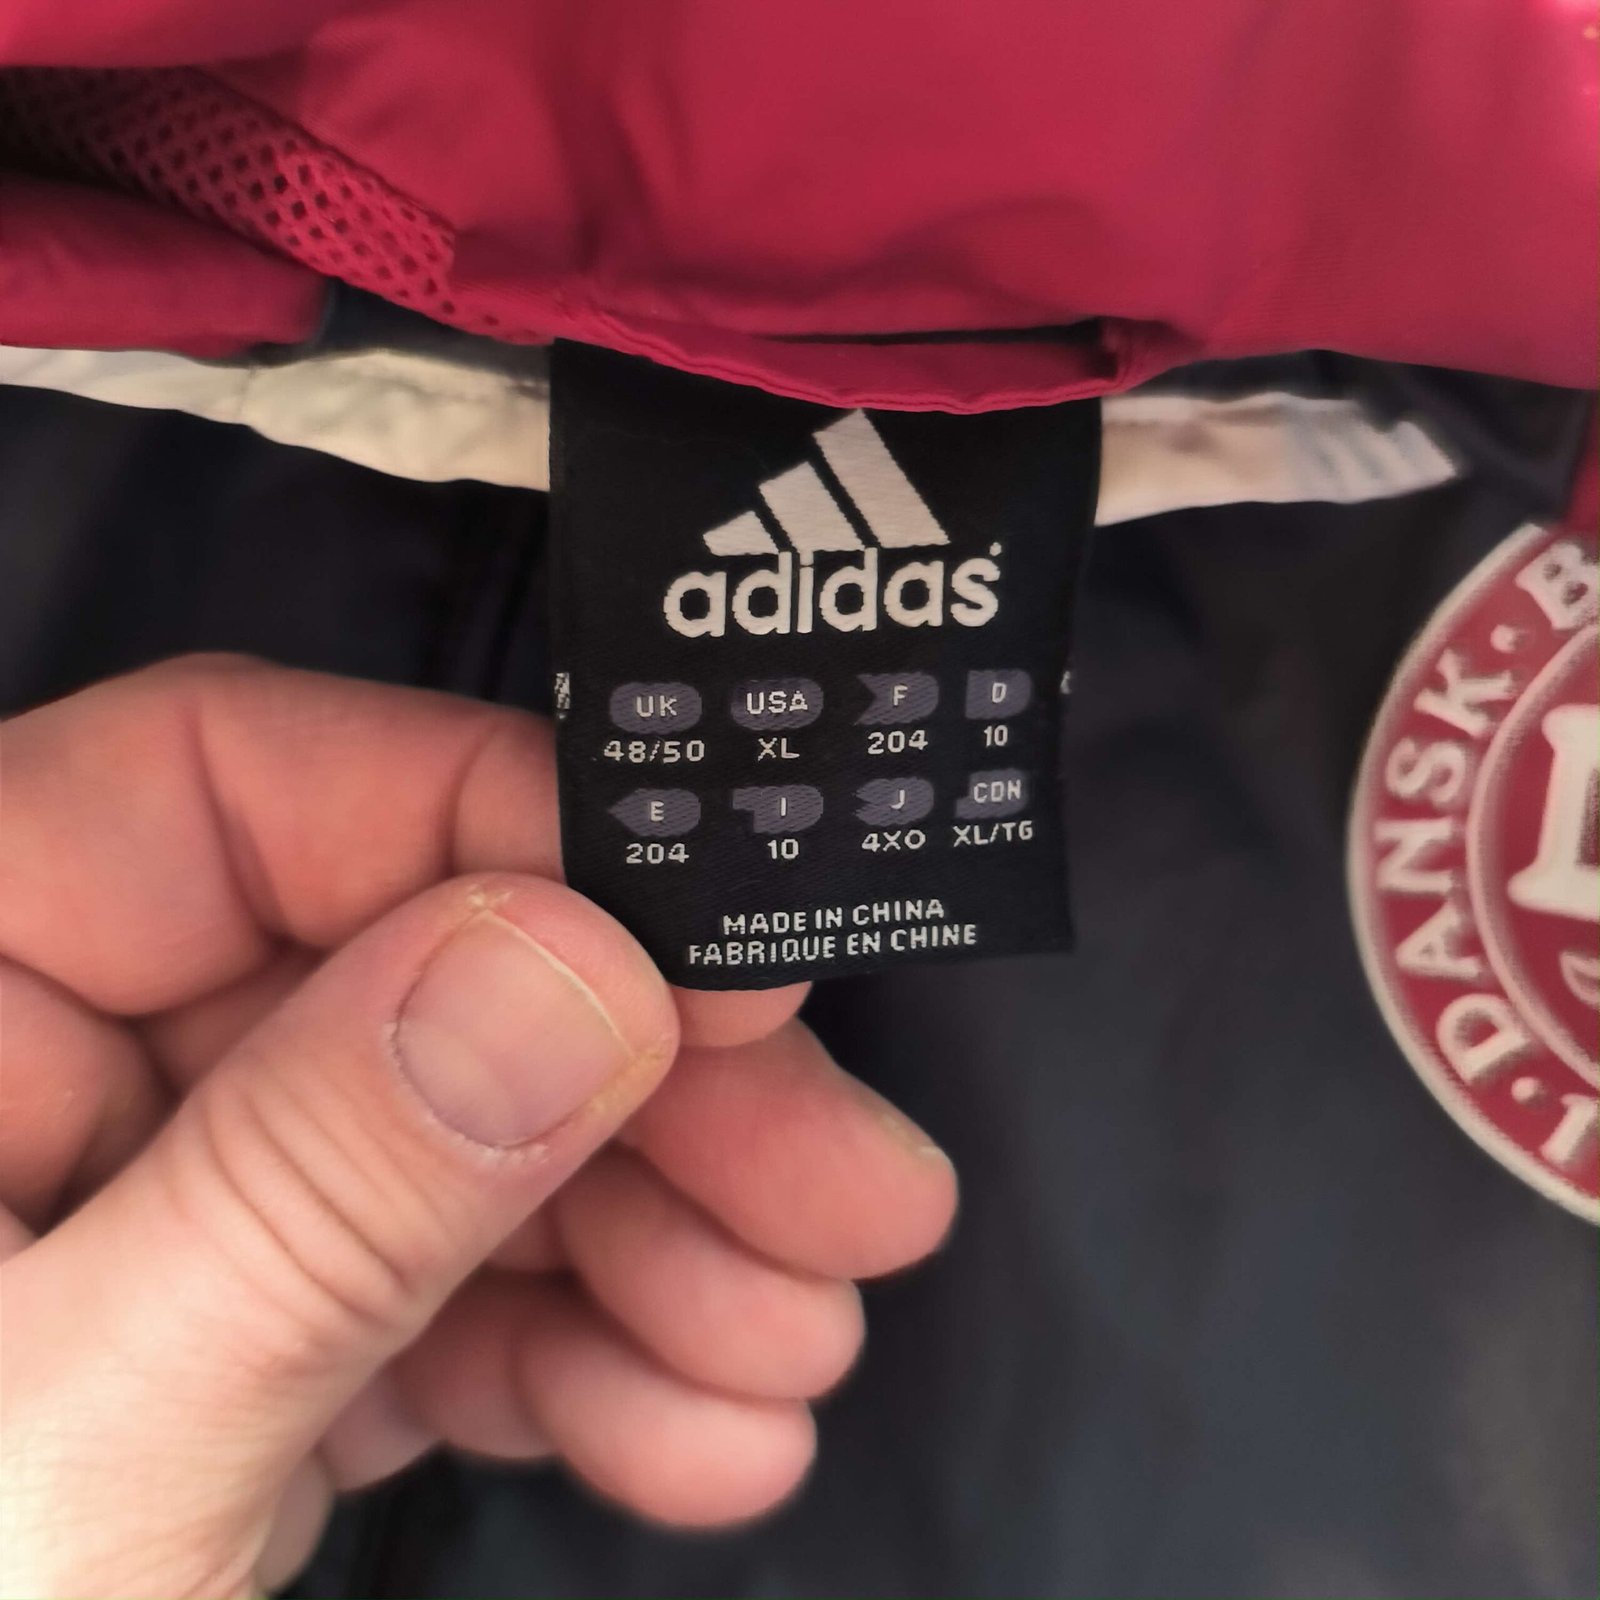 adidas
UK USA F D
48/50 XL 204 10
E I J CDN
204 10 4XO XL/TG
MADE IN CHINA
FABRIQUE EN CHINE
DANSK